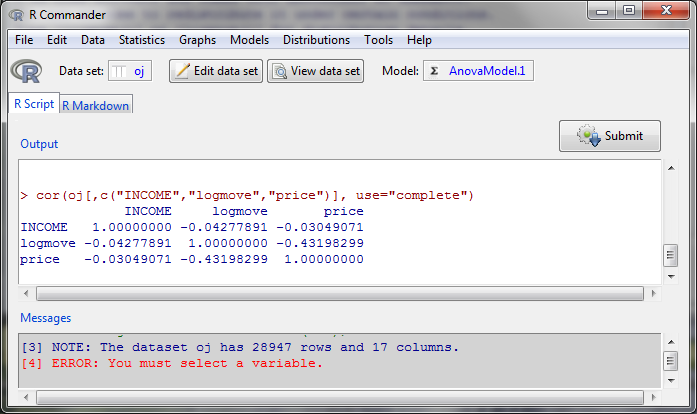 R Commander
File Edit Data Statistics Graphs Models Distributions Tools Help
R Data set: oj Edit data set View data set Model: Σ AnovaModel.1
R Script R Markdown
Submit
Output
> cor(oj[,c("INCOME","logmove","price")], use="complete")
INCOME logmove price
INCOME 1.00000000 -0.04277891 -0.03049071
logmove -0.04277891 1.00000000 -0.43198299
price -0.03049071 -0.43198299 1.00000000
Messages
[3] NOTE: The dataset oj has 28947 rows and 17 columns.
[4] ERROR: You must select a variable.